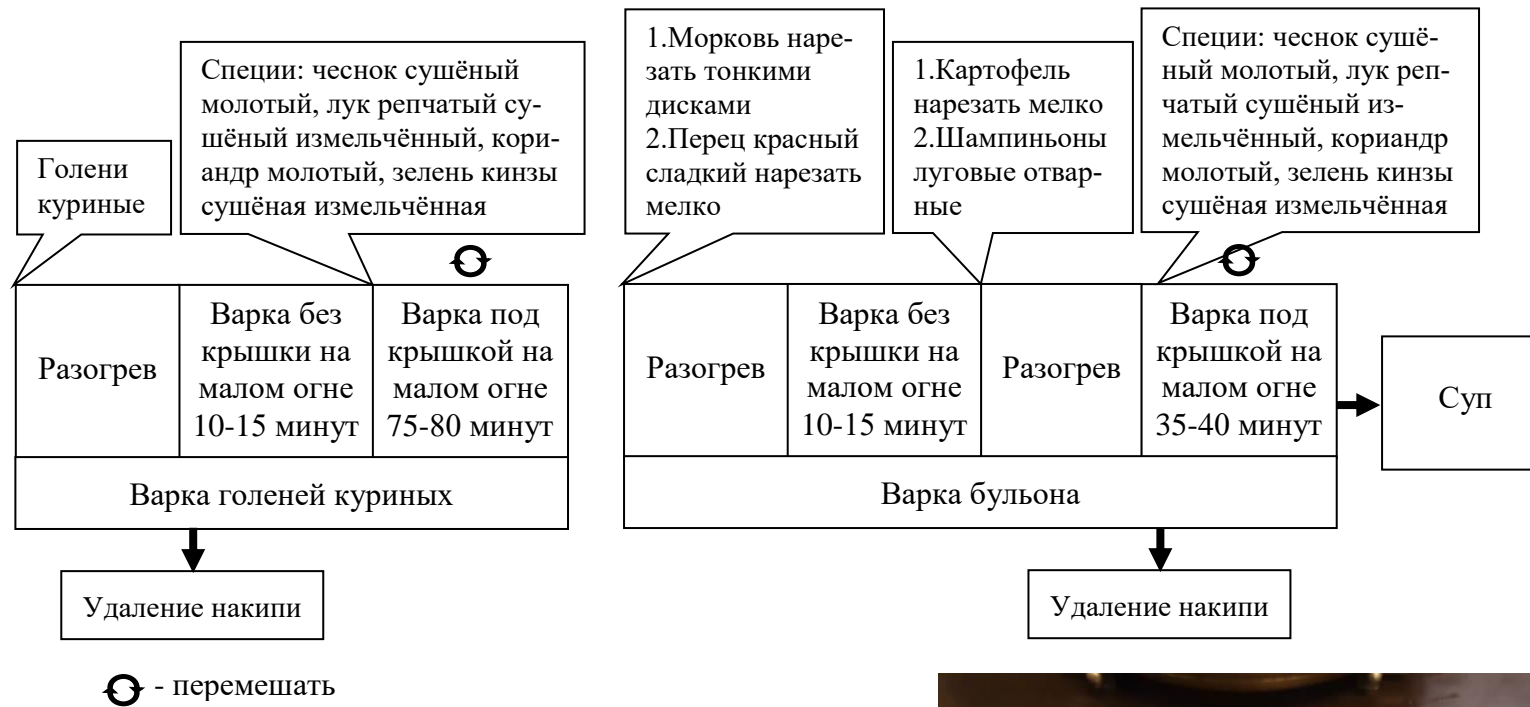 Голени
куриные
Специи: чеснок сушёный
молотый, лук репчатый су-
шёный измельчённый, кори-
андр молотый, зелень кинзы
сушёная измельчённая
1.Морковь наре-
зать тонкими
дисками
2.Перец красный
сладкий нарезать
мелко
1.Картофель
нарезать мелко
2.Шампиньоны
луговые отвар-
ные
Специи: чеснок сушё-
ный молотый, лук реп-
чатый сушёный из-
мельчённый, кориандр
молотый, зелень кинзы
сушёная измельчённая
Разогрев
Варка без
крышки на
малом огне
10-15 минут
Варка под
крышкой на
малом огне
75-80 минут
Варка голеней куриных
Удаление накипи
Разогрев
Варка без
крышки на
малом огне
10-15 минут
Разогрев
Варка под
крышкой на
малом огне
35-40 минут
Варка бульона
Суп
Удаление накипи
- перемешать